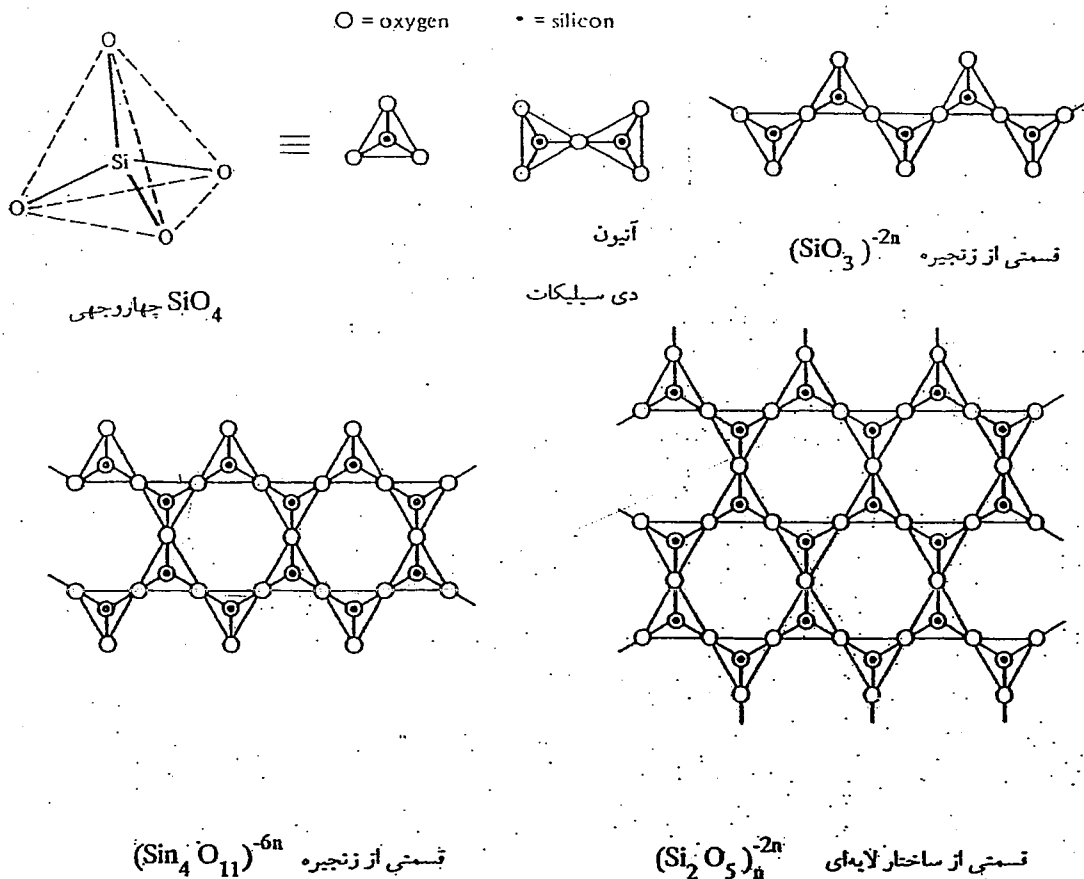 O = oxygen • = silicon
O
Si
O
O
O
≡
SiO4 چهاروجهی
آنیون
دی سیلیکات
قسمتی از زنجیره (SiO3)-2n
قسمتی از زنجیره (Sin4 O11)-6n
قسمتی از ساختار لایه‌ای (Si2 O5)n-2n